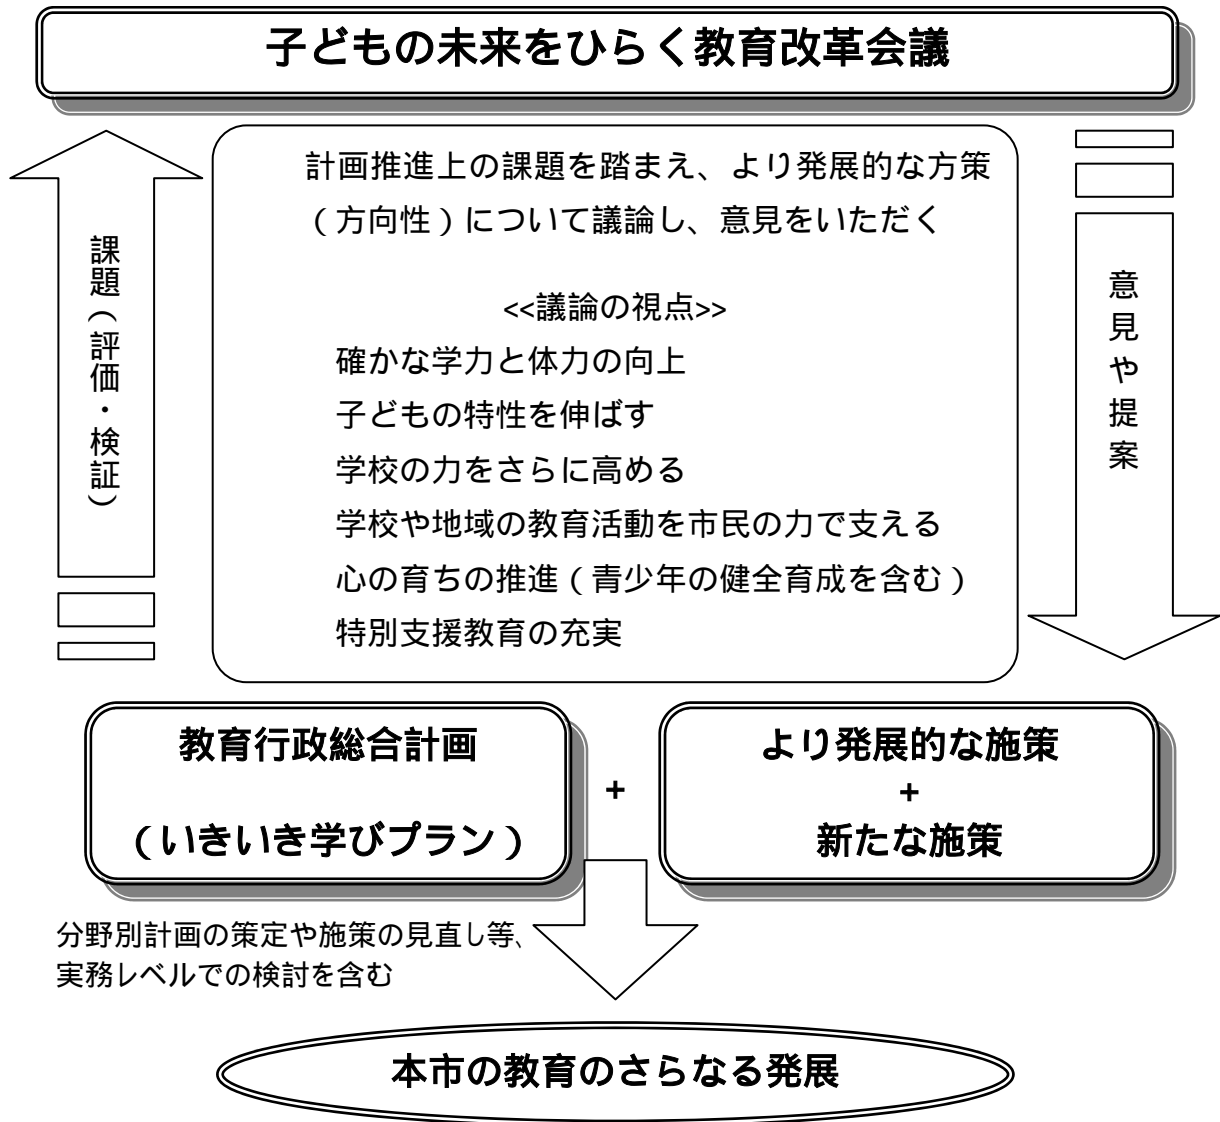 子どもの未来をひらく教育改革会議
計画推進上の課題を踏まえ、より発展的な方策
（方向性）について議論し、意見をいただく
<<議論の視点>>
確かな学力と体力の向上
子どもの特性を伸ばす
学校の力をさらに高める
学校や地域の教育活動を市民の力で支える
心の育ちの推進（青少年の健全育成を含む）
特別支援教育の充実
課題（評価・検証）
意見や提案
教育行政総合計画
（いきいき学びプラン）
+
より発展的な施策
+
新たな施策
分野別計画の策定や施策の見直し等、
実務レベルでの検討を含む
本市の教育のさらなる発展